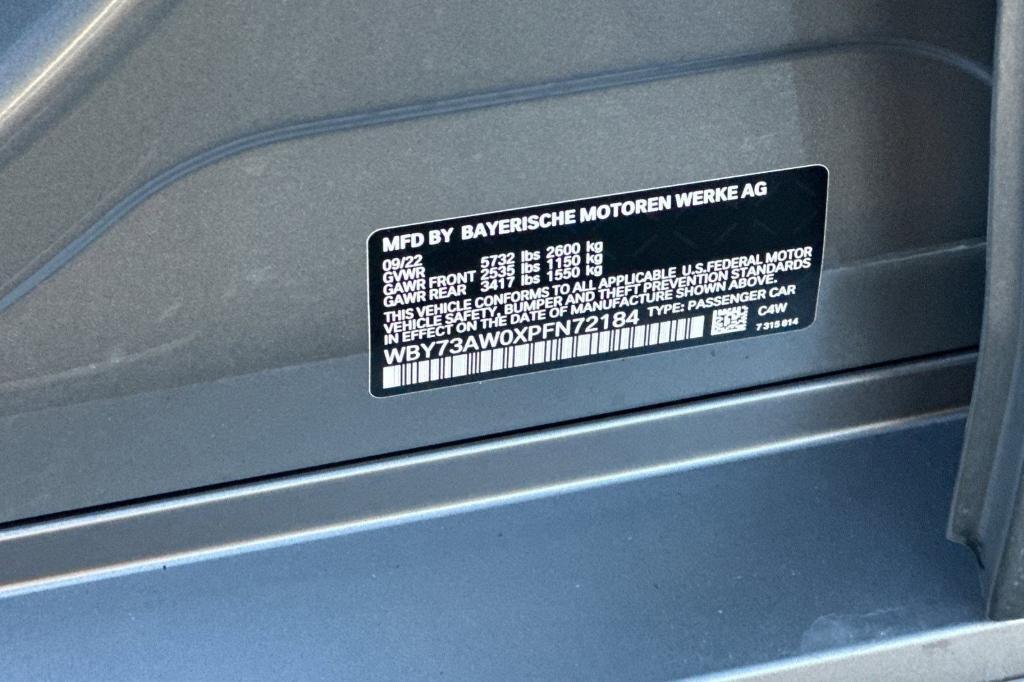 MFD BY BAYERISCHE MOTOREN WERKE AG
09/22
GVWR 5732 lbs 2600 kg
GAWR FRONT 2535 lbs 1150 kg
GAWR REAR 3417 lbs 1550 kg
THIS VEHICLE CONFORMS TO ALL APPLICABLE U.S.FEDERAL MOTOR
VEHICLE SAFETY, BUMPER AND THEFT PREVENTION STANDARDS
IN EFFECT ON THE DATE OF MANUFACTURE SHOWN ABOVE.
WBY73AW0XPFN72184 TYPE: PASSENGER CAR
C4W
7 315 814